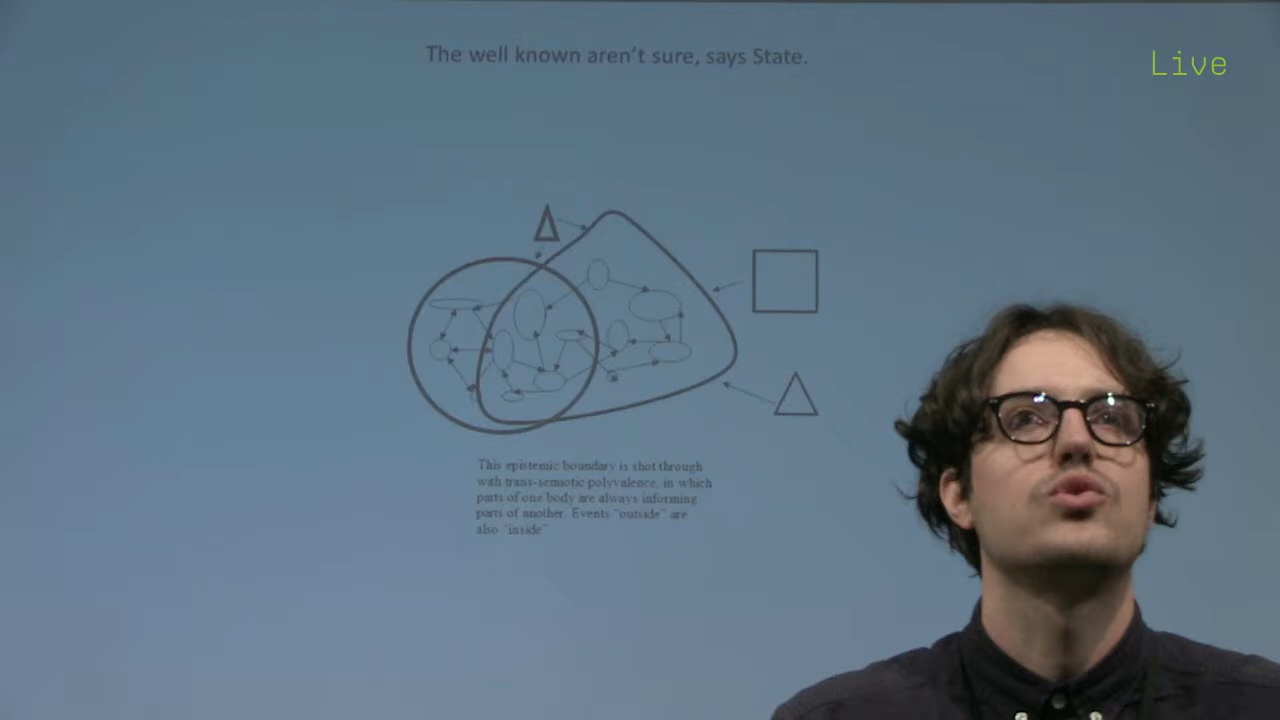 The well known aren't sure, says State.
Live
This epistemic boundary is shot through
with trans-semiotic polyvalence, in which
parts of one body are always informing
parts of another. Events "outside" are
also "inside"